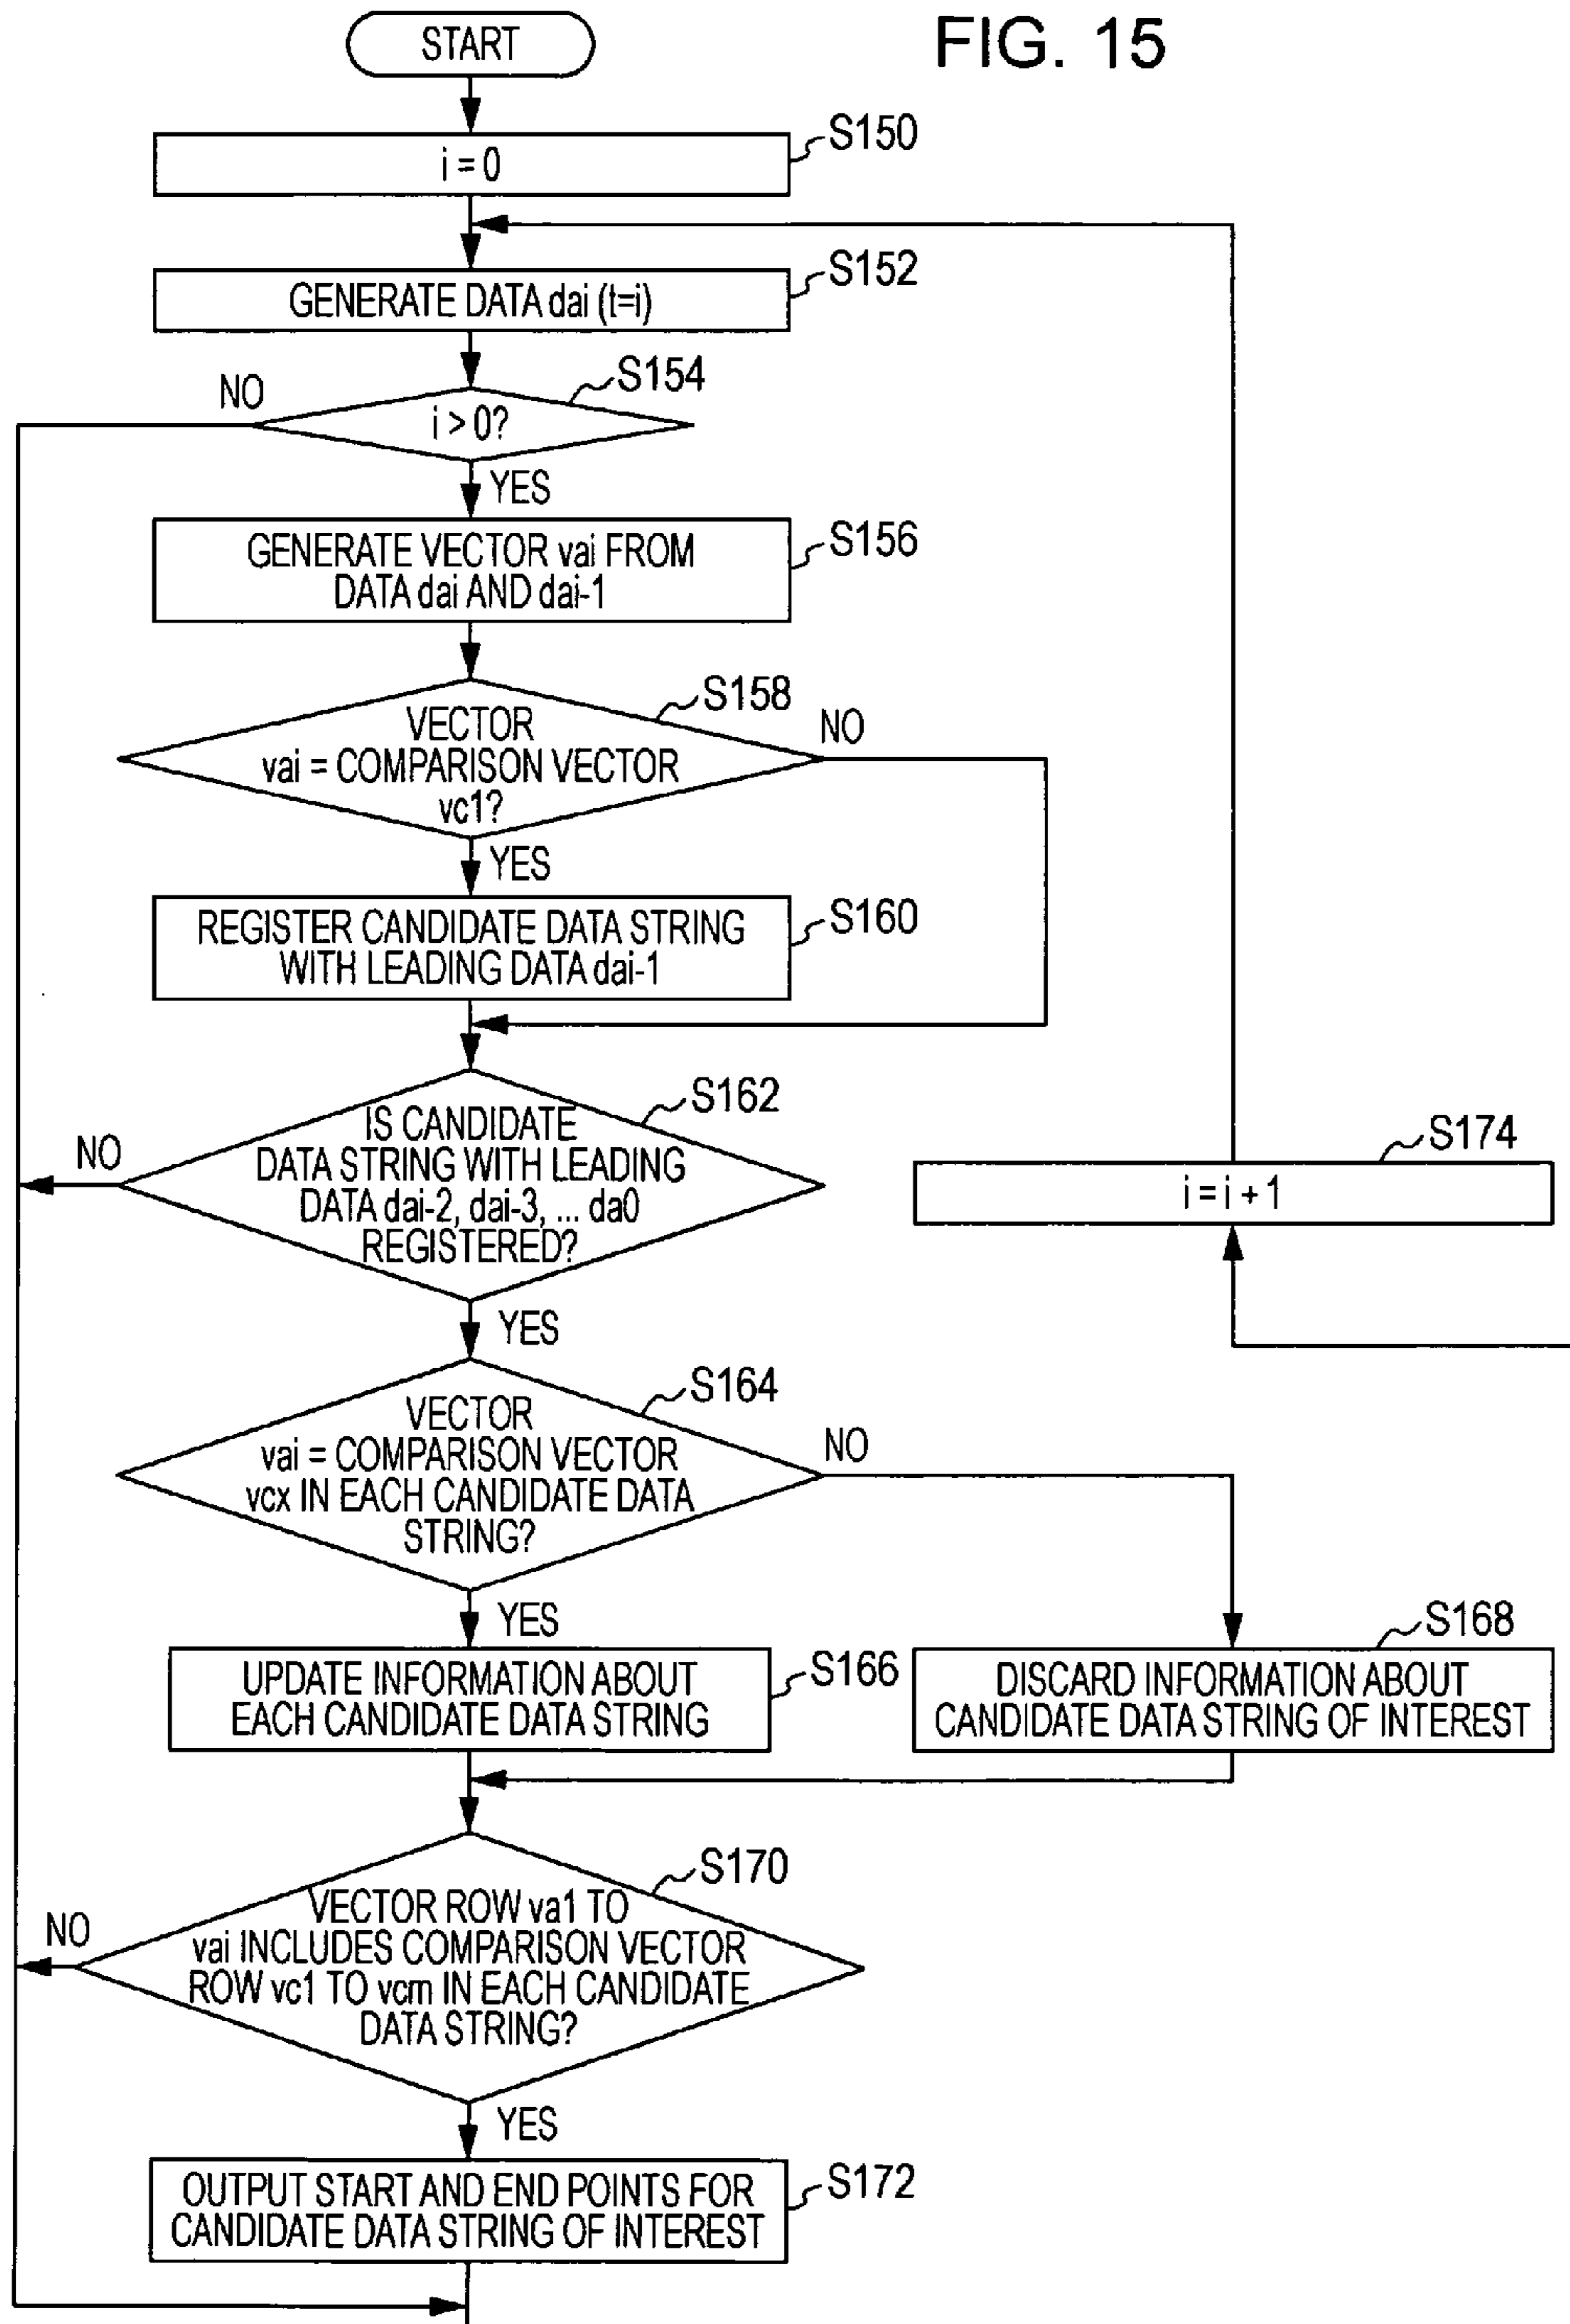 FIG. 15
START
i = 0
S150
GENERATE DATA dai (t=i)
S152
i > 0?
S154
NO
YES
GENERATE VECTOR vai FROM
DATA dai AND dai-1
S156
VECTOR
vai = COMPARISON VECTOR
vc1?
S158
NO
YES
REGISTER CANDIDATE DATA STRING
WITH LEADING DATA dai-1
S160
IS CANDIDATE
DATA STRING WITH LEADING
DATA dai-2, dai-3, ... da0
REGISTERED?
S162
NO
YES
S174
i = i + 1
VECTOR
vai = COMPARISON VECTOR
vcx IN EACH CANDIDATE DATA
STRING?
S164
NO
YES
UPDATE INFORMATION ABOUT
EACH CANDIDATE DATA STRING
S166
DISCARD INFORMATION ABOUT
CANDIDATE DATA STRING OF INTEREST
S168
VECTOR ROW va1 TO
vai INCLUDES COMPARISON VECTOR
ROW vc1 TO vcm IN EACH CANDIDATE
DATA STRING?
S170
NO
YES
OUTPUT START AND END POINTS FOR
CANDIDATE DATA STRING OF INTEREST
S172